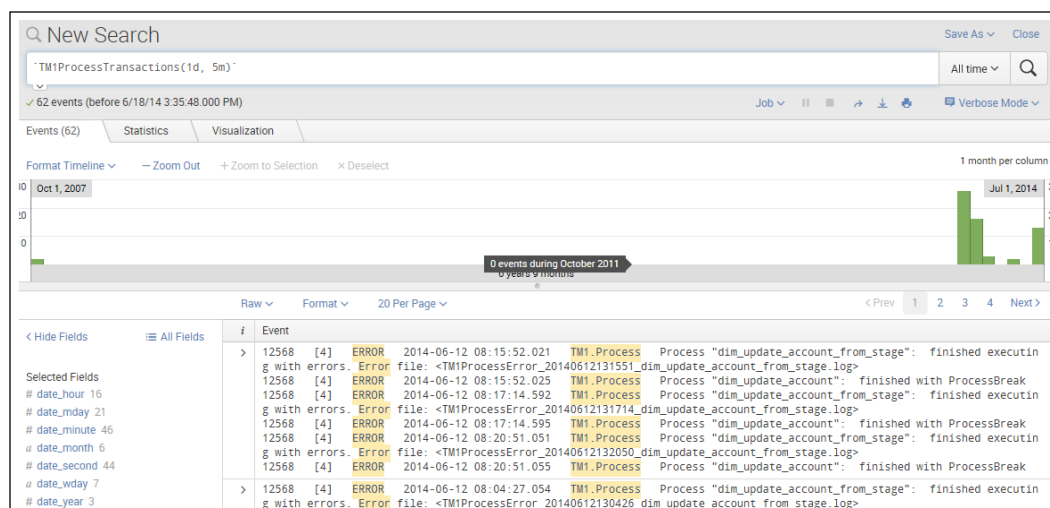 New Search
Save As
Close
`TM1ProcessTransactions(1d, 5m)`
All time
62 events (before 6/18/14 3:35:48.000 PM)
Job
Verbose Mode
Events (62)
Statistics
Visualization
Format Timeline
— Zoom Out
+ Zoom to Selection
× Deselect
1 month per column
Oct 1, 2007
Jul 1, 2014
20
0 events during October 2011
Raw
Format
20 Per Page
< Prev
1
2
3
4
Next >
< Hide Fields
All Fields
i
Event
Selected Fields
# date_hour 16
# date_mday 21
# date_minute 46
a date_month 6
# date_second 44
a date_wday 7
# date_year 3
12568 [4] ERROR 2014-06-12 08:15:52.021 TM1.Process Process "dim_update_account_from_stage": finished executin
g with errors. Error file: <TM1ProcessError_20140612131551_dim_update_account_from_stage.log>
12568 [4] ERROR 2014-06-12 08:15:52.025 TM1.Process Process "dim_update_account": finished with ProcessBreak
12568 [4] ERROR 2014-06-12 08:17:14.592 TM1.Process Process "dim_update_account_from_stage": finished executin
g with errors. Error file: <TM1ProcessError_20140612131714_dim_update_account_from_stage.log>
12568 [4] ERROR 2014-06-12 08:17:14.595 TM1.Process Process "dim_update_account": finished with ProcessBreak
12568 [4] ERROR 2014-06-12 08:20:51.051 TM1.Process Process "dim_update_account_from_stage": finished executin
g with errors. Error file: <TM1ProcessError_20140612132050_dim_update_account_from_stage.log>
12568 [4] ERROR 2014-06-12 08:20:51.055 TM1.Process Process "dim_update_account": finished with ProcessBreak
12568 [4] ERROR 2014-06-12 08:04:27.054 TM1.Process Process "dim_update_account_from_stage": finished executin
g with errors. Error file: <TM1ProcessError_20140612130426_dim_update_account_from_stage.log>